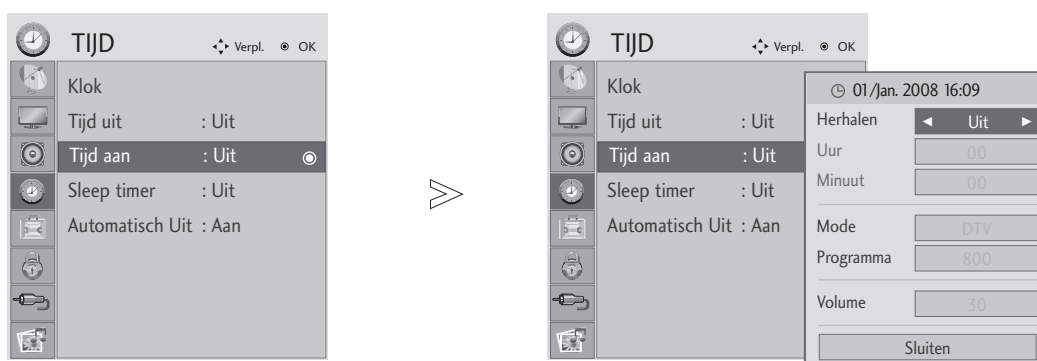 TIJD Verpl. OK
Klok
Tijd uit : Uit
Tijd aan : Uit
Sleep timer : Uit
Automatisch Uit : Aan
TIJD Verpl. OK
Klok
Tijd uit : Uit
Tijd aan : Uit
Sleep timer : Uit
Automatisch Uit : Aan
01/Jan. 2008 16:09
Herhalen ◄ Uit ►
Uur 00
Minuut 00
Mode DTV
Programma 800
Volume 30
Sluiten